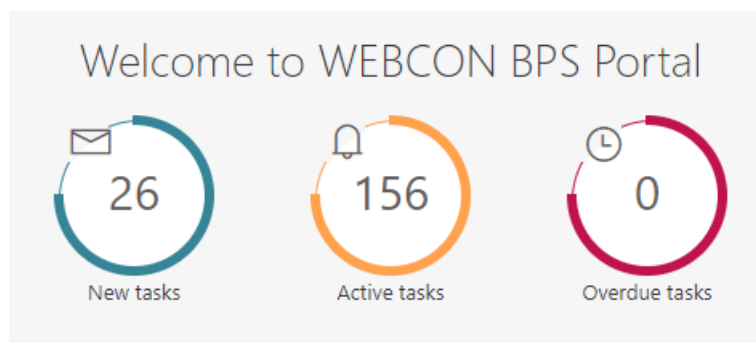 Welcome to WEBCON BPS Portal
26
156
0
New tasks
Active tasks
Overdue tasks